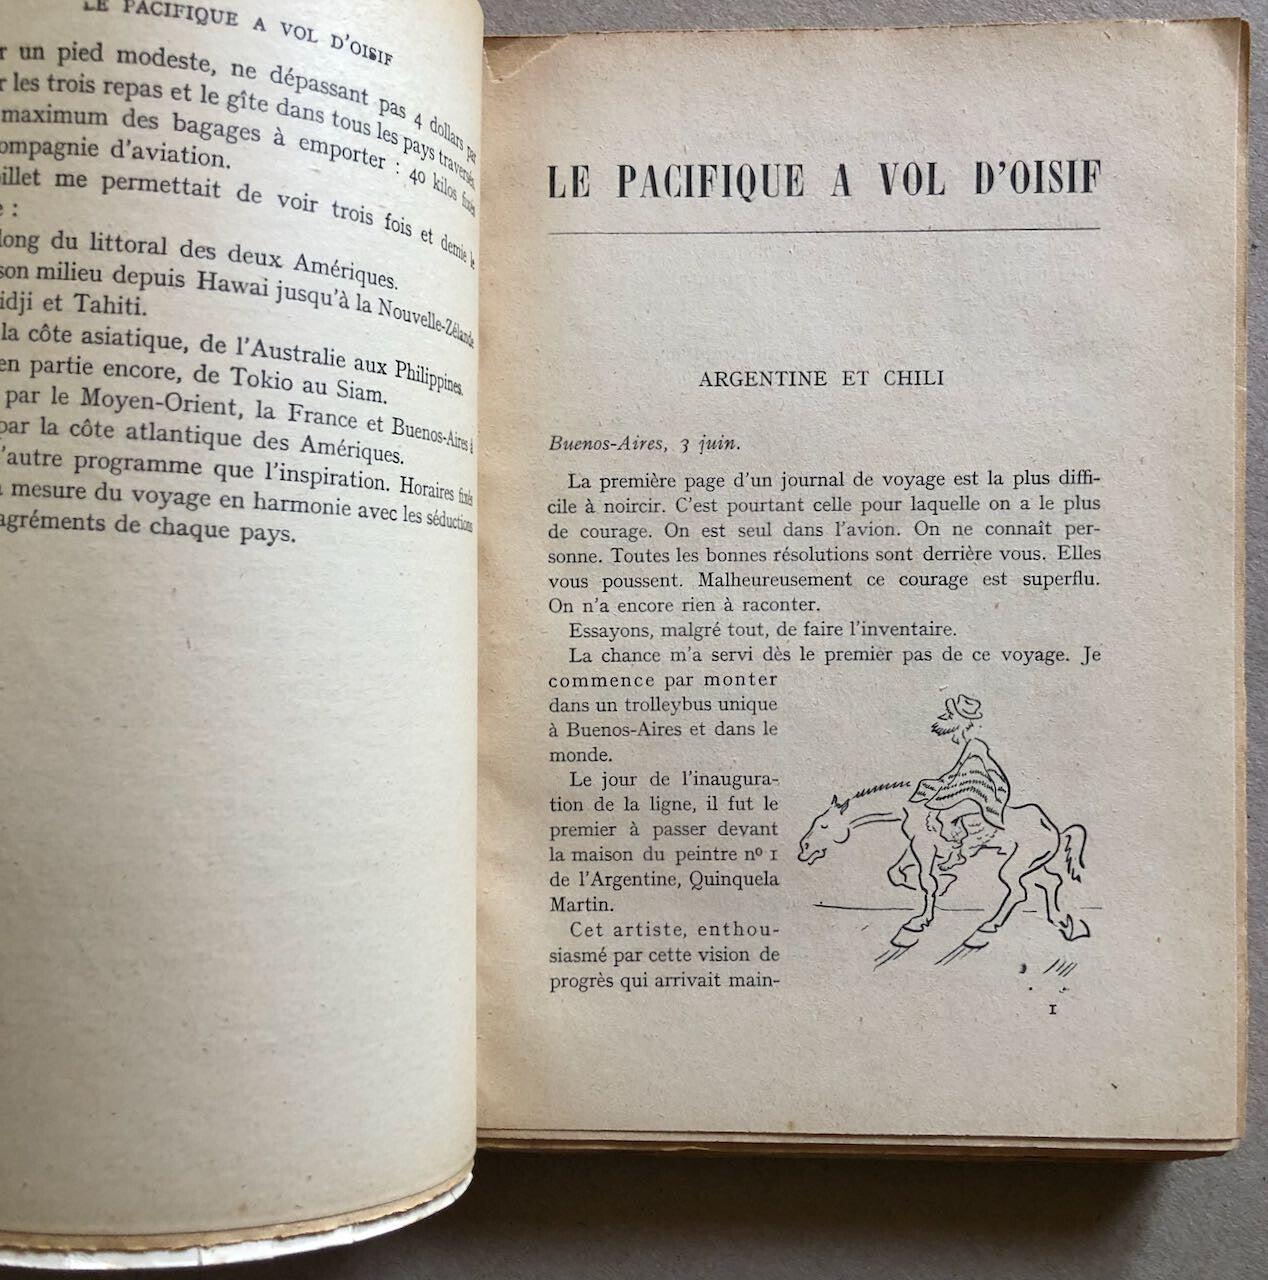 LE PACIFIQUE A VOL D'OISIF
un pied modeste, ne dépassant pas 4 dollars par
les trois repas et le gîte dans tous les pays traversés.
maximum des bagages à emporter : 40 kilos fixés
compagnie d'aviation.
billet me permettait de voir trois fois et demie le
:
long du littoral des deux Amériques.
son milieu depuis Hawai jusqu'à la Nouvelle-Zélande
idji et Tahiti.
la côte asiatique, de l'Australie aux Philippines.
en partie encore, de Tokio au Siam.
par le Moyen-Orient, la France et Buenos-Aires à
par la côte atlantique des Amériques.
'autre programme que l'inspiration. Horaires fixés
mesure du voyage en harmonie avec les séductions
agréments de chaque pays.
LE PACIFIQUE A VOL D'OISIF
ARGENTINE ET CHILI
Buenos-Aires, 3 juin.
La première page d'un journal de voyage est la plus diffi-
cile à noircir. C'est pourtant celle pour laquelle on a le plus
de courage. On est seul dans l'avion. On ne connaît per-
sonne. Toutes les bonnes résolutions sont derrière vous. Elles
vous poussent. Malheureusement ce courage est superflu.
On n'a encore rien à raconter.
Essayons, malgré tout, de faire l'inventaire.
La chance m'a servi dès le premier pas de ce voyage. Je
commence par monter
dans un trolleybus unique
à Buenos-Aires et dans le
monde.
Le jour de l'inaugura-
tion de la ligne, il fut le
premier à passer devant
la maison du peintre nº 1
de l'Argentine, Quinquela
Martin.
Cet artiste, enthou-
siasmé par cette vision de
progrès qui arrivait main-
1